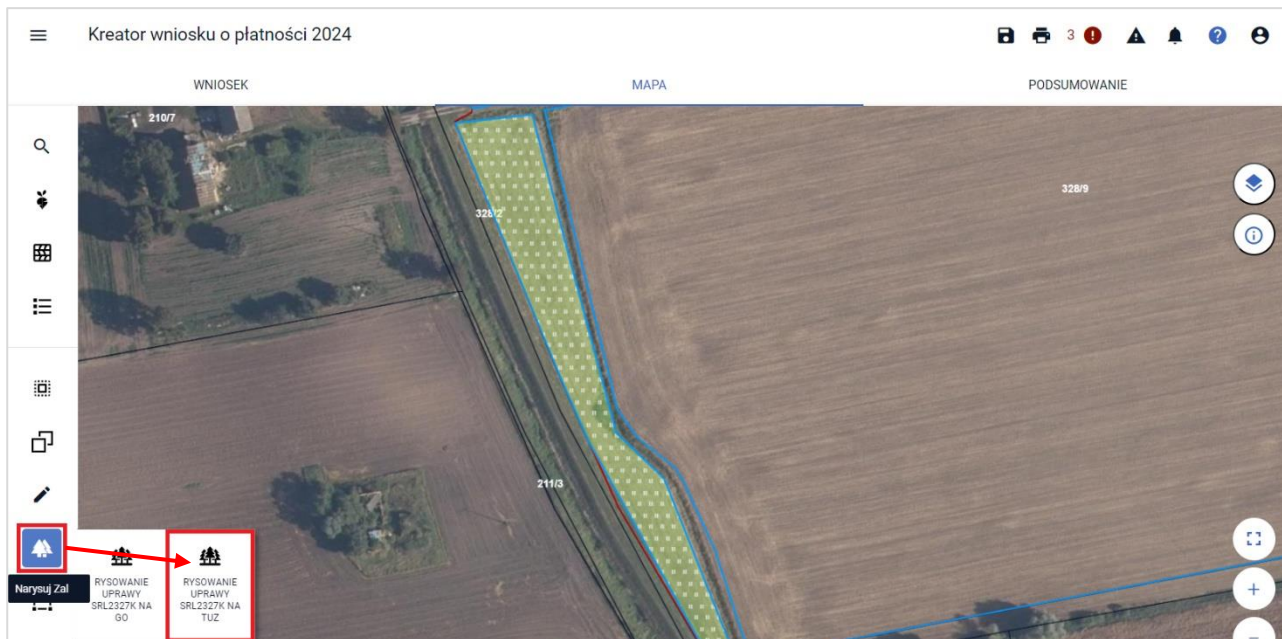 Kreator wniosku o płatności 2024
3
WNIOSEK
MAPA
PODSUMOWANIE
210/7
328/2
328/9
211/3
Narysuj Zal
RYSOWANIE
UPRAWY
SRL2327K NA
GO
RYSOWANIE
UPRAWY
SRL2327K NA
TUZ